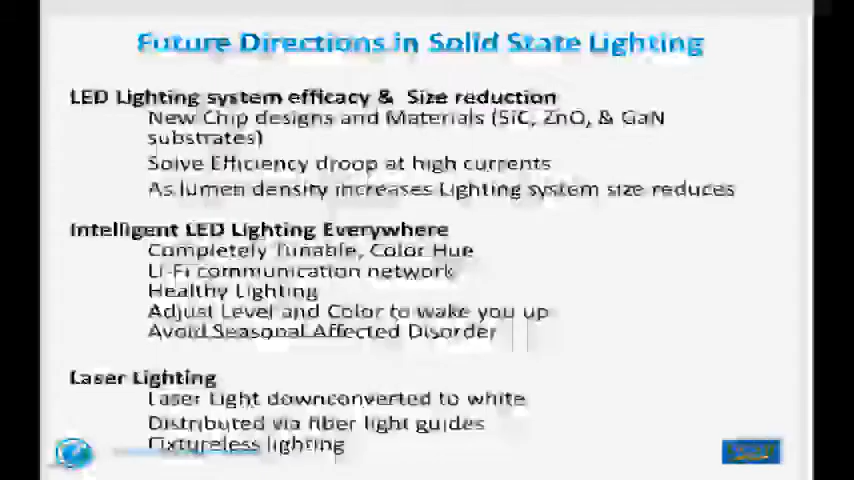 Future Directions in Solid State Lighting
LED Lighting system efficacy & Size reduction
New Chip designs and Materials (SiC, ZnO, & GaN
substrates)
Solve Efficiency droop at high currents
As lumen density increases Lighting system size reduces
Intelligent LED Lighting Everywhere
Completely Tunable, Color Hue
Li-Fi communication network
Healthy Lighting
Adjust Level and Color to wake you up
Avoid Seasonal Affected Disorder
Laser Lighting
Laser Light downconverted to white
Distributed via fiber light guides
Fixtureless lighting